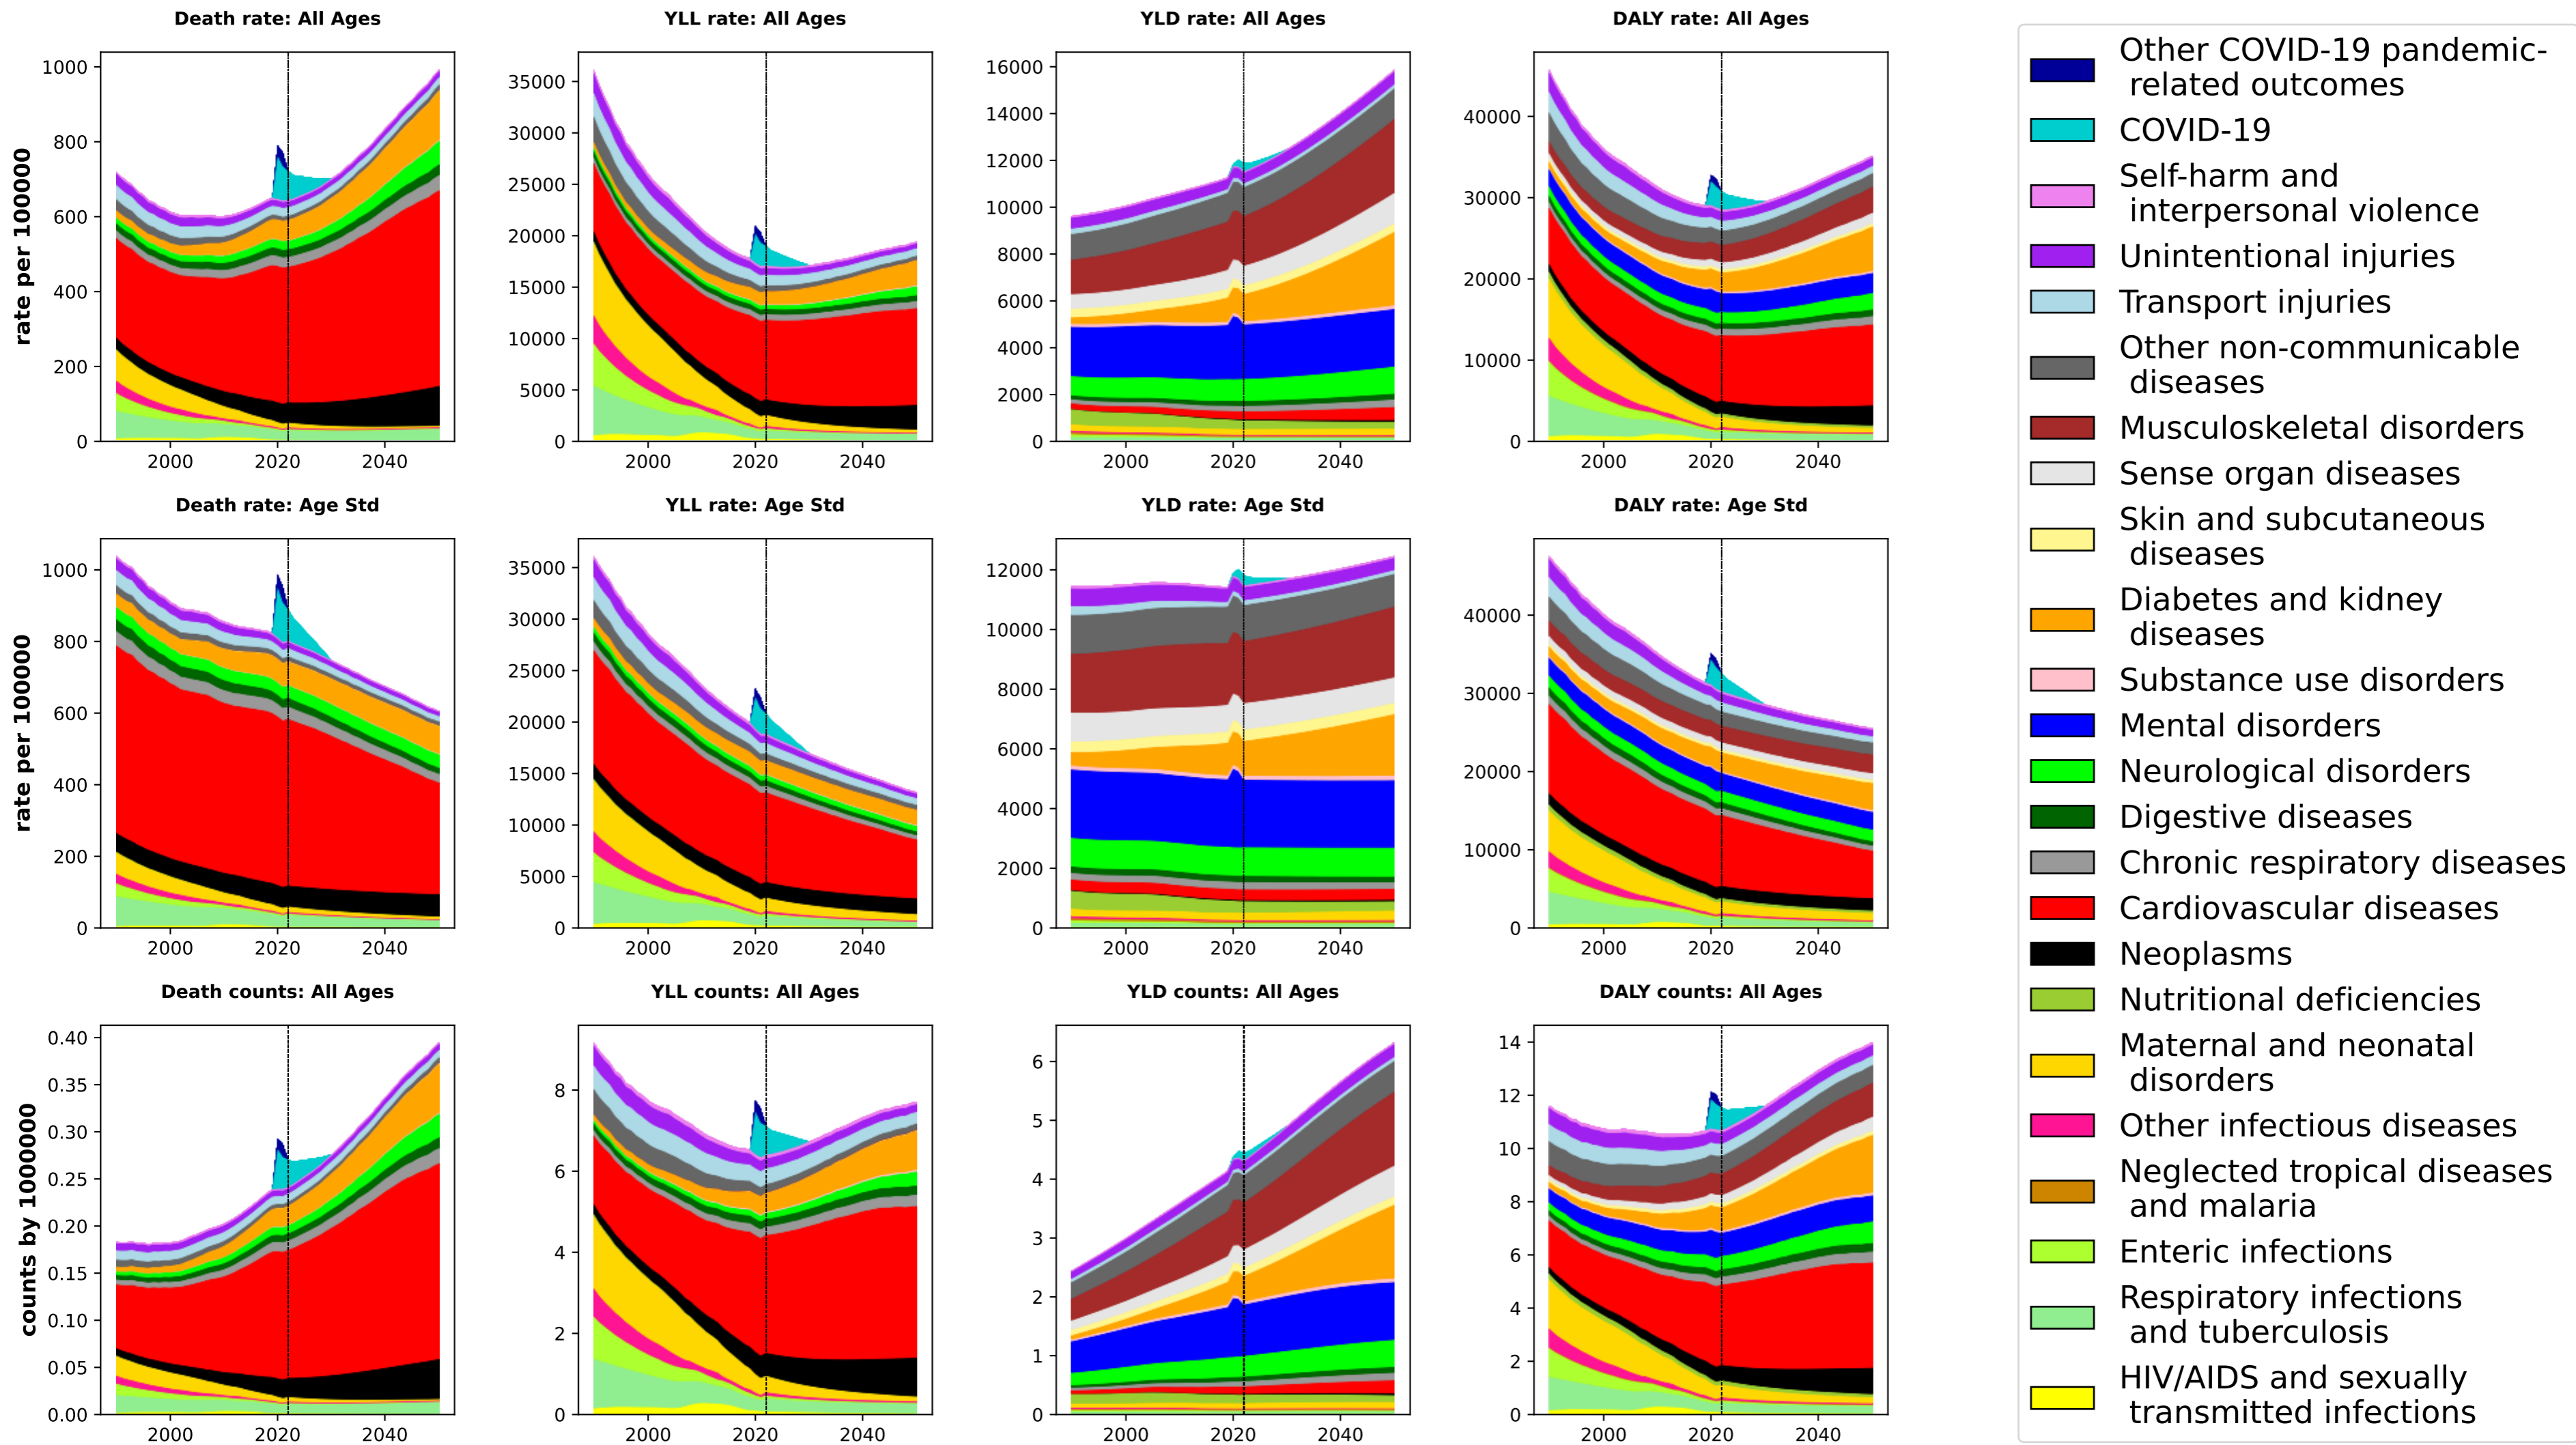 Death rate: All Ages
YLL rate: All Ages
YLD rate: All Ages
DALY rate: All Ages
rate per 100000
1000
800
600
400
200
0
2000
2020
2040
35000
30000
25000
20000
15000
10000
5000
0
2000
2020
2040
16000
14000
12000
10000
8000
6000
4000
2000
0
2000
2020
2040
40000
30000
20000
10000
0
2000
2020
2040
Death rate: Age Std
YLL rate: Age Std
YLD rate: Age Std
DALY rate: Age Std
rate per 100000
1000
800
600
400
200
0
2000
2020
2040
35000
30000
25000
20000
15000
10000
5000
0
2000
2020
2040
12000
10000
8000
6000
4000
2000
0
2000
2020
2040
40000
30000
20000
10000
0
2000
2020
2040
Death counts: All Ages
YLL counts: All Ages
YLD counts: All Ages
DALY counts: All Ages
counts by 1000000
0.40
0.35
0.30
0.25
0.20
0.15
0.10
0.05
0.00
2000
2020
2040
8
6
4
2
0
2000
2020
2040
6
5
4
3
2
1
0
2000
2020
2040
14
12
10
8
6
4
2
0
2000
2020
2040
Other COVID-19 pandemic-
related outcomes
COVID-19
Self-harm and
interpersonal violence
Unintentional injuries
Transport injuries
Other non-communicable
diseases
Musculoskeletal disorders
Sense organ diseases
Skin and subcutaneous
diseases
Diabetes and kidney
diseases
Substance use disorders
Mental disorders
Neurological disorders
Digestive diseases
Chronic respiratory diseases
Cardiovascular diseases
Neoplasms
Nutritional deficiencies
Maternal and neonatal
disorders
Other infectious diseases
Neglected tropical diseases
and malaria
Enteric infections
Respiratory infections
and tuberculosis
HIV/AIDS and sexually
transmitted infections